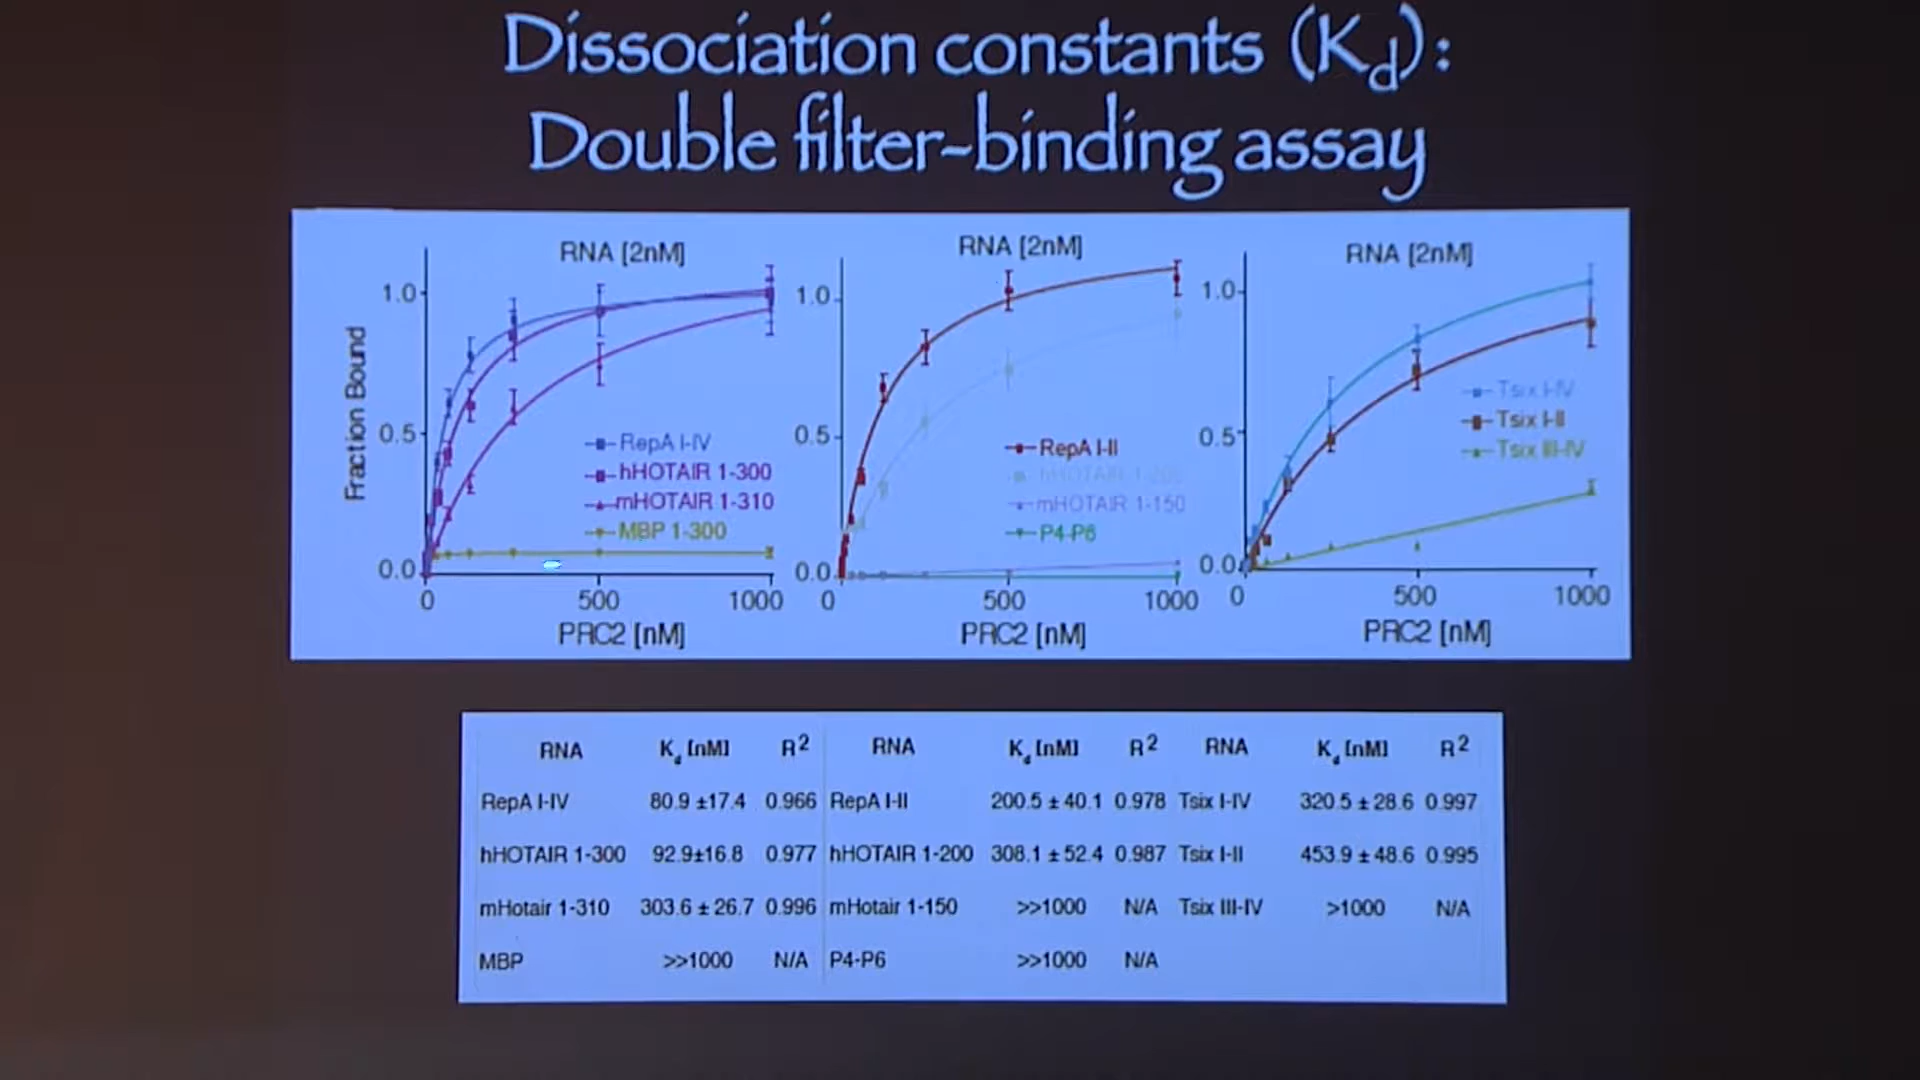 Dissociation constants (Kd):
Double filter-binding assay
RNA [2nM]
Fraction Bound
1.0
0.5
0.0
0 500 1000
PRC2 [nM]
RepA I-IV
hHOTAIR 1-300
mHOTAIR 1-310
MBP 1-300
RNA [2nM]
1.0
0.5
0.0
0 500 1000
PRC2 [nM]
RepA I-II
hHOTAIR 1-200
mHOTAIR 1-150
P4-P6
RNA [2nM]
1.0
0.5
0.0
0 500 1000
PRC2 [nM]
Tsix I-IV
Tsix I-II
Tsix III-IV
RNA Kd [nM] R2 RNA Kd [nM] R2 RNA Kd [nM] R2
RepA I-IV 80.9 ±17.4 0.966 RepA I-II 200.5 ± 40.1 0.978 Tsix I-IV 320.5 ± 28.6 0.997
hHOTAIR 1-300 92.9±16.8 0.977 hHOTAIR 1-200 308.1 ± 52.4 0.987 Tsix I-II 453.9 ± 48.6 0.995
mHotair 1-310 303.6 ± 26.7 0.996 mHotair 1-150 >>1000 N/A Tsix III-IV >1000 N/A
MBP >>1000 N/A P4-P6 >>1000 N/A